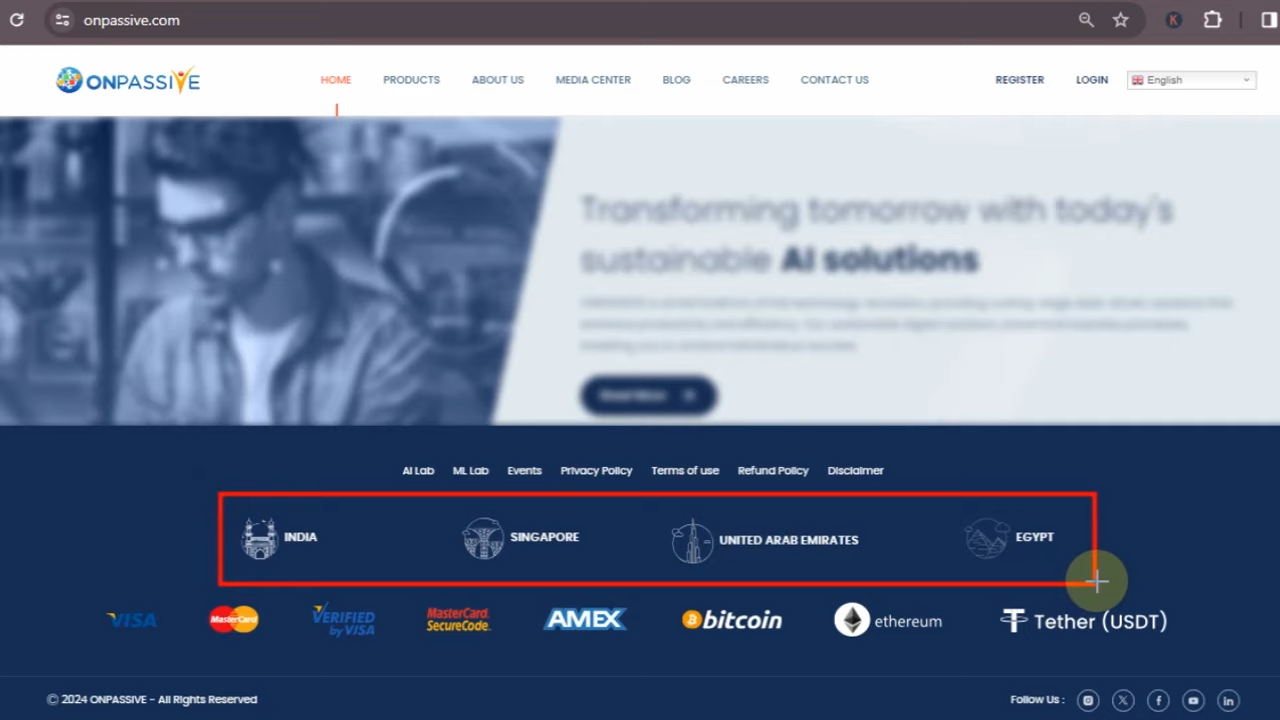 onpassive.com
K
ONPASSIVE HOME PRODUCTS ABOUT US MEDIA CENTER BLOG CAREERS CONTACT US REGISTER LOGIN English
Transforming tomorrow with today's
sustainable AI solutions
Read More
AI Lab ML Lab Events Privacy Policy Terms of use Refund Policy Disclaimer
INDIA SINGAPORE UNITED ARAB EMIRATES EGYPT
VISA MasterCard VERIFIED by VISA MasterCard. SecureCode. AMEX bitcoin ethereum Tether (USDT)
© 2024 ONPASSIVE - All Rights Reserved Follow Us :